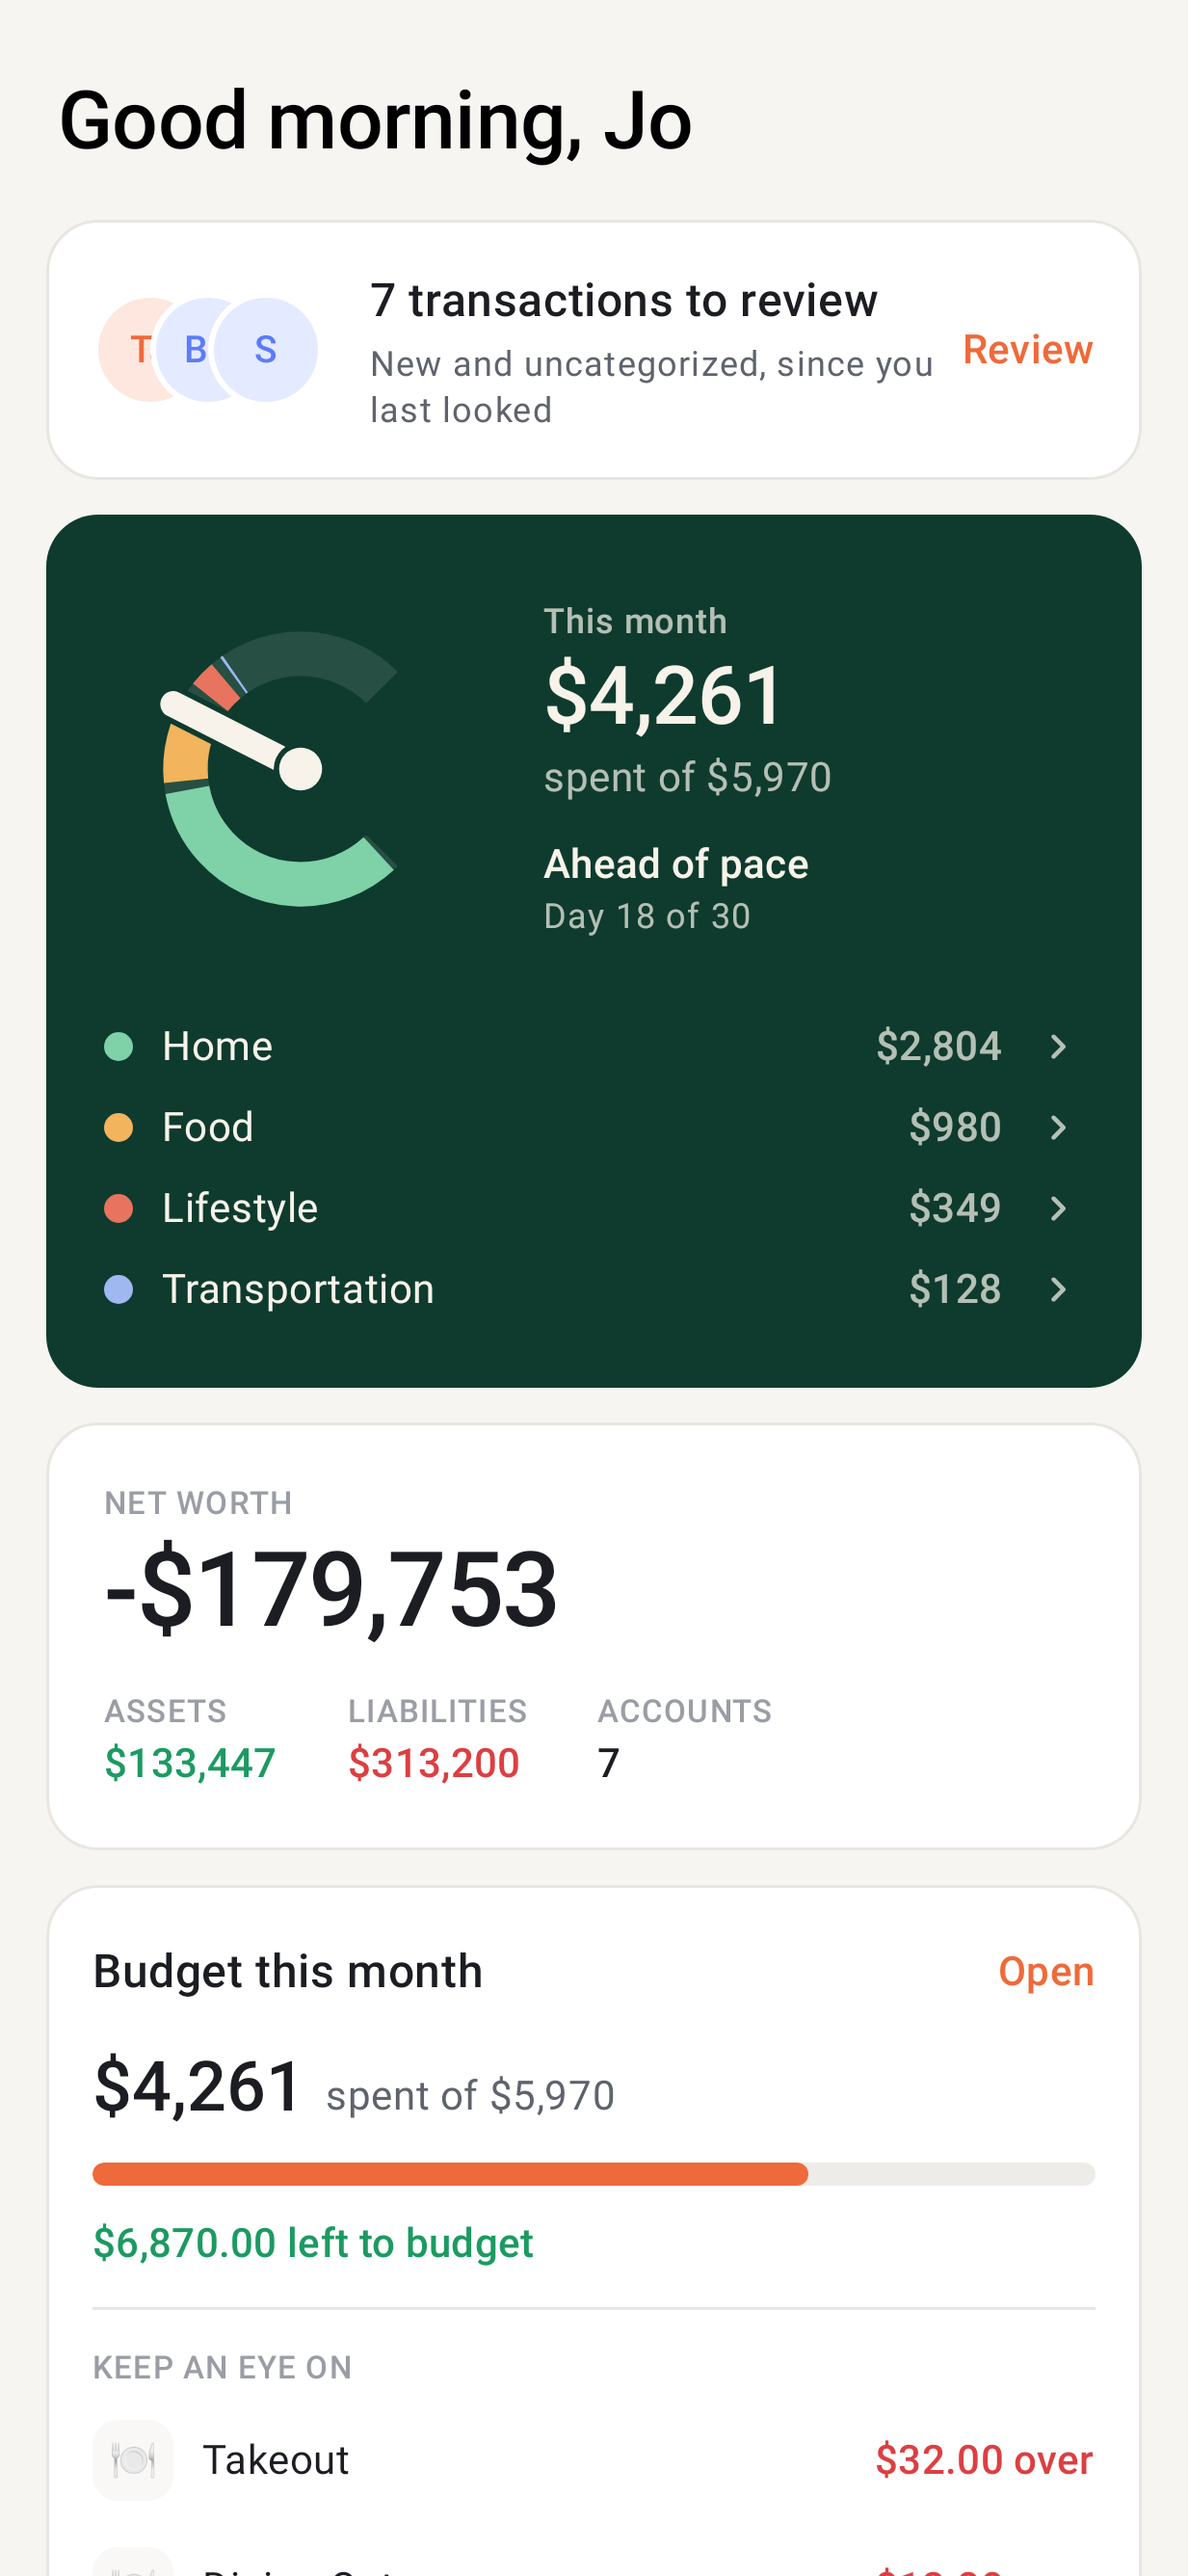 Good morning, Jo
T
B
S
7 transactions to review
New and uncategorized, since you
last looked
Review
This month
$4,261
spent of $5,970
Ahead of pace
Day 18 of 30
Home $2,804
Food $980
Lifestyle $349
Transportation $128
NET WORTH
-$179,753
ASSETS LIABILITIES ACCOUNTS
$133,447 $313,200 7
Budget this month Open
$4,261 spent of $5,970
$6,870.00 left to budget
KEEP AN EYE ON
Takeout $32.00 over